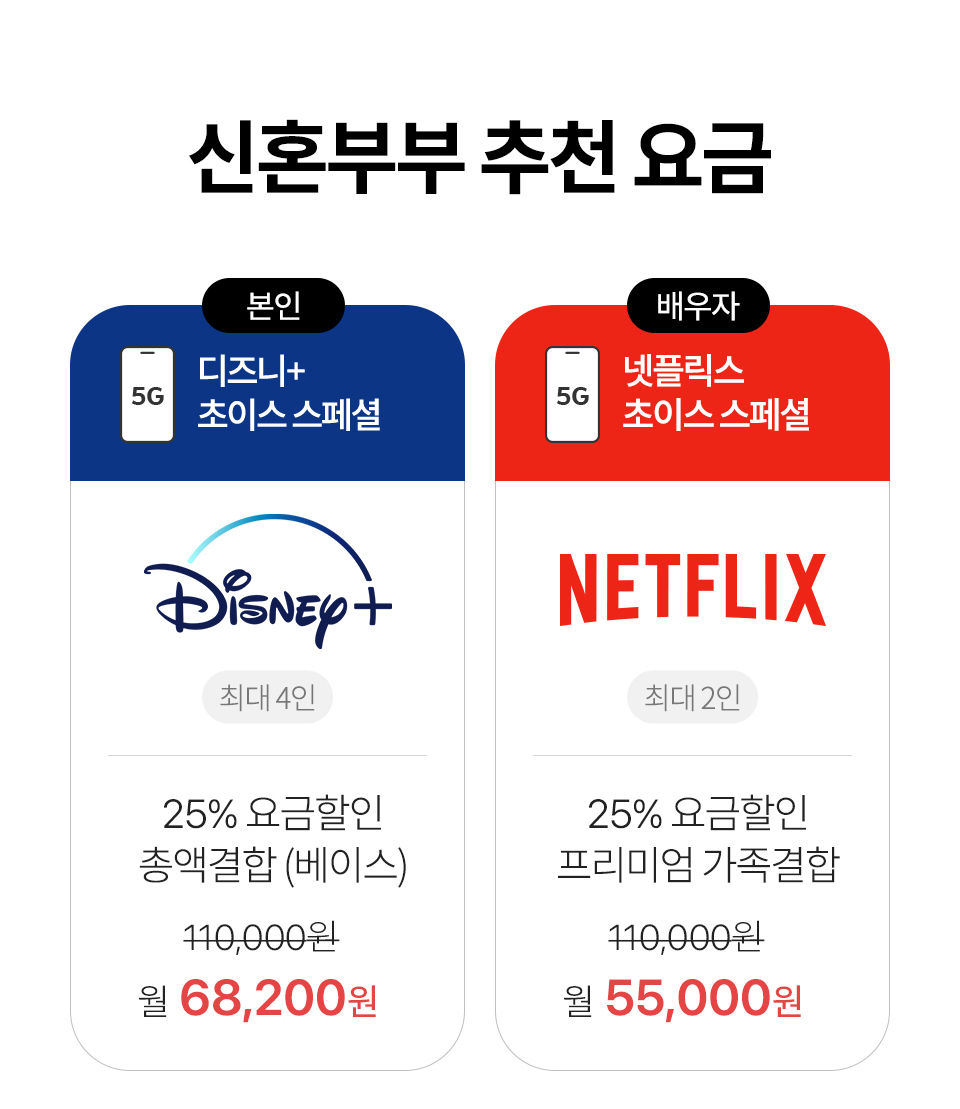 신혼부부 추천 요금
본인
5G
디즈니+
초이스 스페셜
Disney+
최대 4인
25% 요금할인
총액결합 (베이스)
110,000원
월 68,200원
배우자
5G
넷플릭스
초이스 스페셜
NETFLIX
최대 2인
25% 요금할인
프리미엄 가족결합
110,000원
월 55,000원